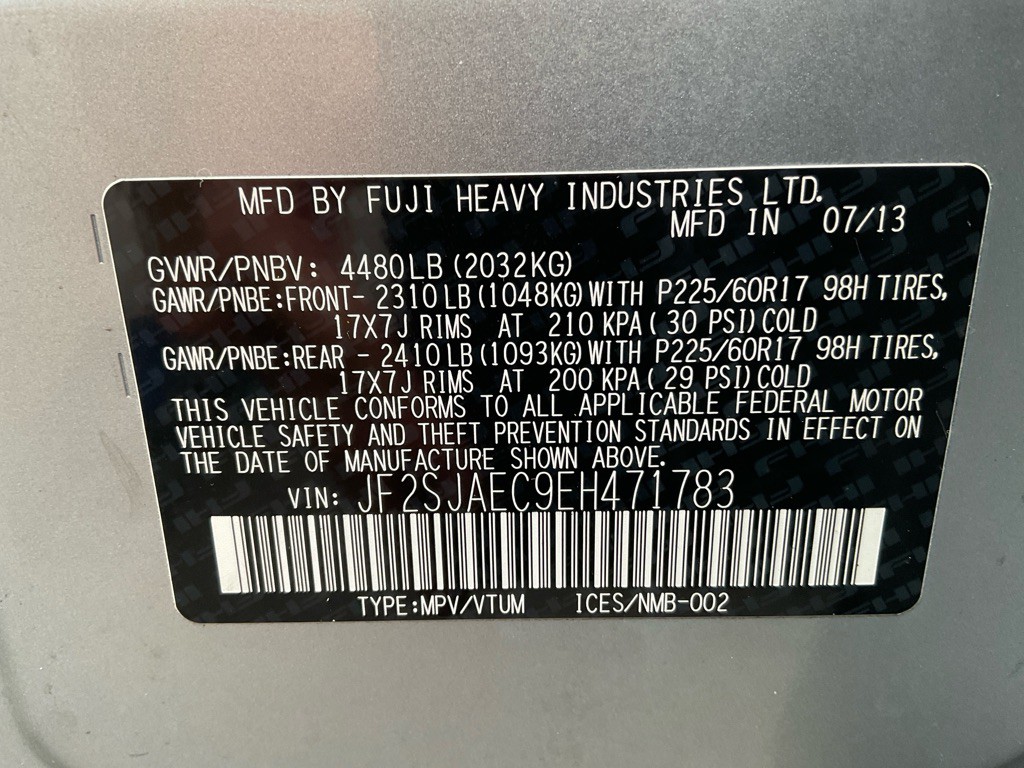 MFD BY FUJI HEAVY INDUSTRIES LTD.
MFD IN 07/13
GVWR/PNBV: 4480LB(2032KG)
GAWR/PNBE:FRONT- 2310LB(1048KG)WITH P225/60R17 98H TIRES,
17X7J RIMS AT 210 KPA(30 PSI)COLD
GAWR/PNBE:REAR - 2410LB(1093KG)WITH P225/60R17 98H TIRES,
17X7J RIMS AT 200 KPA(29 PSI)COLD
THIS VEHICLE CONFORMS TO ALL APPLICABLE FEDERAL MOTOR
VEHICLE SAFETY AND THEFT PREVENTION STANDARDS IN EFFECT ON
THE DATE OF MANUFACTURE SHOWN ABOVE.
VIN: JF2SJAEC9EH471783
TYPE:MPV/VTUM ICES/NMB-002